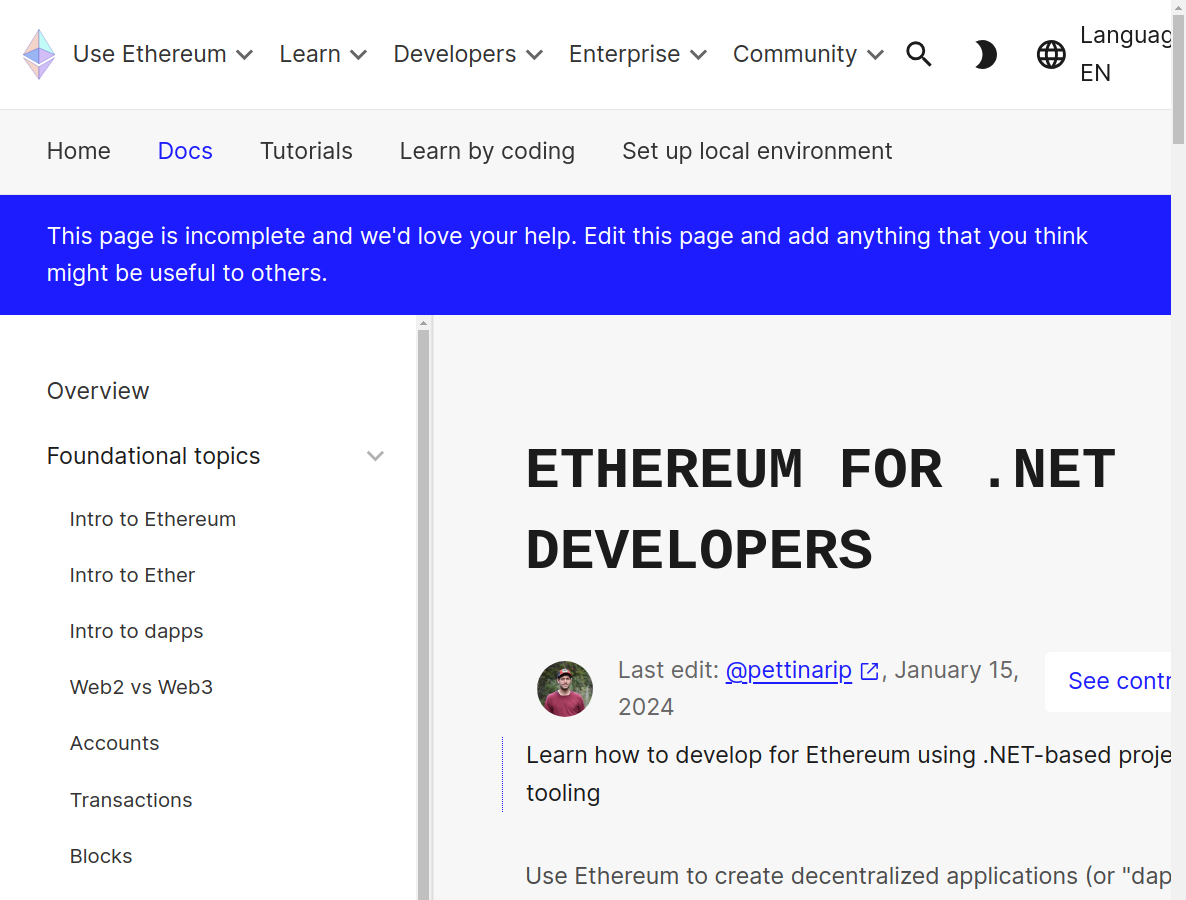 Use Ethereum Learn Developers Enterprise Community Languag
EN
Home Docs Tutorials Learn by coding Set up local environment
This page is incomplete and we'd love your help. Edit this page and add anything that you think
might be useful to others.
Overview
Foundational topics
Intro to Ethereum
Intro to Ether
Intro to dapps
Web2 vs Web3
Accounts
Transactions
Blocks
ETHEREUM FOR .NET
DEVELOPERS
Last edit: @pettinarip, January 15,
2024
See contr
Learn how to develop for Ethereum using .NET-based proje
tooling
Use Ethereum to create decentralized applications (or "dap